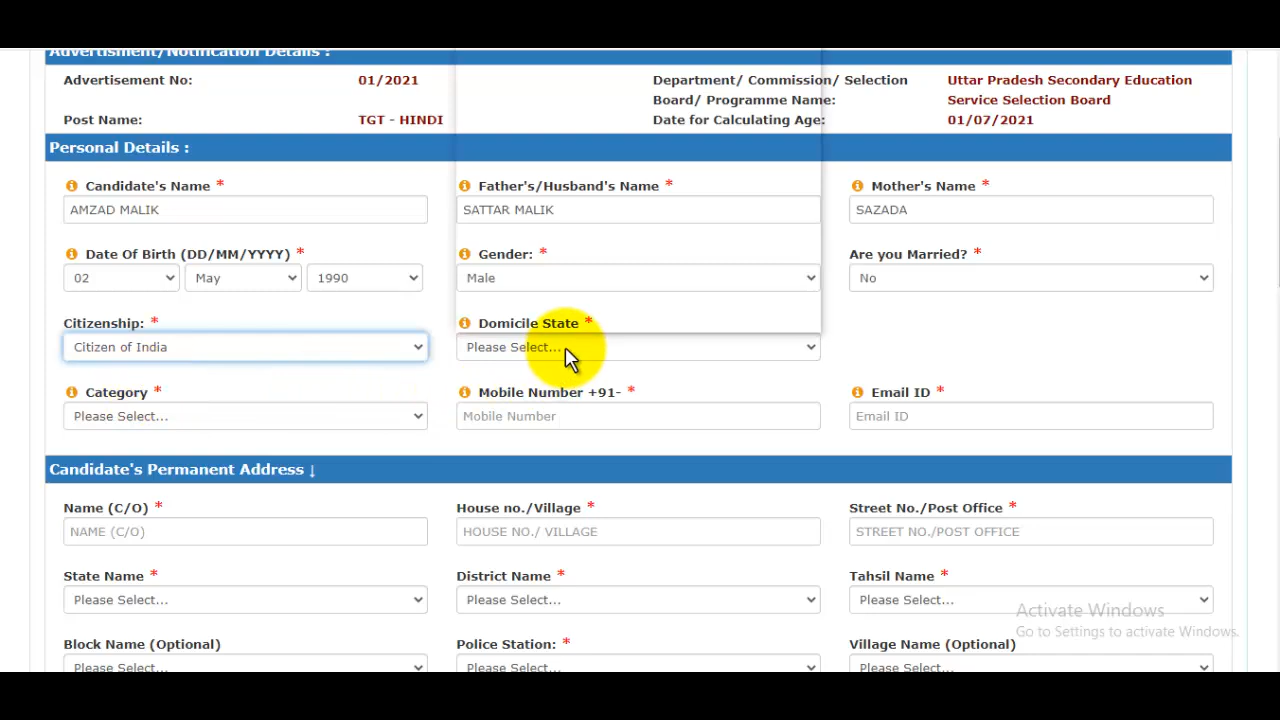 Advertisment/Notification Details :
Advertisement No: 01/2021 Department/ Commission/ Selection Uttar Pradesh Secondary Education
Board/ Programme Name: Service Selection Board
Post Name: TGT - HINDI Date for Calculating Age: 01/07/2021
Personal Details :
Candidate's Name * Father's/Husband's Name * Mother's Name *
AMZAD MALIK SATTAR MALIK SAZADA
Date Of Birth (DD/MM/YYYY) * Gender: * Are you Married? *
02 May 1990 Male No
Citizenship: * Domicile State *
Citizen of India Please Select...
Category * Mobile Number +91- * Email ID *
Please Select... Mobile Number Email ID
Candidate's Permanent Address ↓
Name (C/O) * House no./Village * Street No./Post Office *
NAME (C/O) HOUSE NO./ VILLAGE STREET NO./POST OFFICE
State Name * District Name * Tahsil Name *
Please Select... Please Select... Please Select...
Activate Windows
Go to Settings to activate Windows.
Block Name (Optional) Police Station: * Village Name (Optional)
Please Select... Please Select... Please Select...